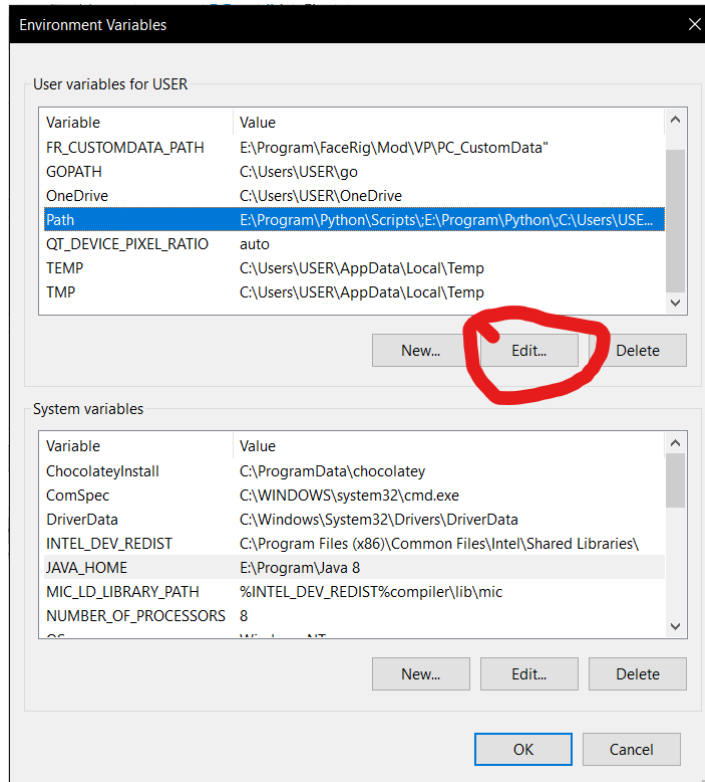 Environment Variables
User variables for USER
Variable Value
FR_CUSTOMDATA_PATH E:\Program\FaceRig\Mod\VP\PC_CustomData"
GOPATH C:\Users\USER\go
OneDrive C:\Users\USER\OneDrive
Path E:\Program\Python\Scripts\;E:\Program\Python\;C:\Users\USE...
QT_DEVICE_PIXEL_RATIO auto
TEMP C:\Users\USER\AppData\Local\Temp
TMP C:\Users\USER\AppData\Local\Temp
New... Edit... Delete
System variables
Variable Value
ChocolateyInstall C:\ProgramData\chocolatey
ComSpec C:\WINDOWS\system32\cmd.exe
DriverData C:\Windows\System32\Drivers\DriverData
INTEL_DEV_REDIST C:\Program Files (x86)\Common Files\Intel\Shared Libraries\
JAVA_HOME E:\Program\Java 8
MIC_LD_LIBRARY_PATH %INTEL_DEV_REDIST%compiler\lib\mic
NUMBER_OF_PROCESSORS 8
New... Edit... Delete
OK Cancel